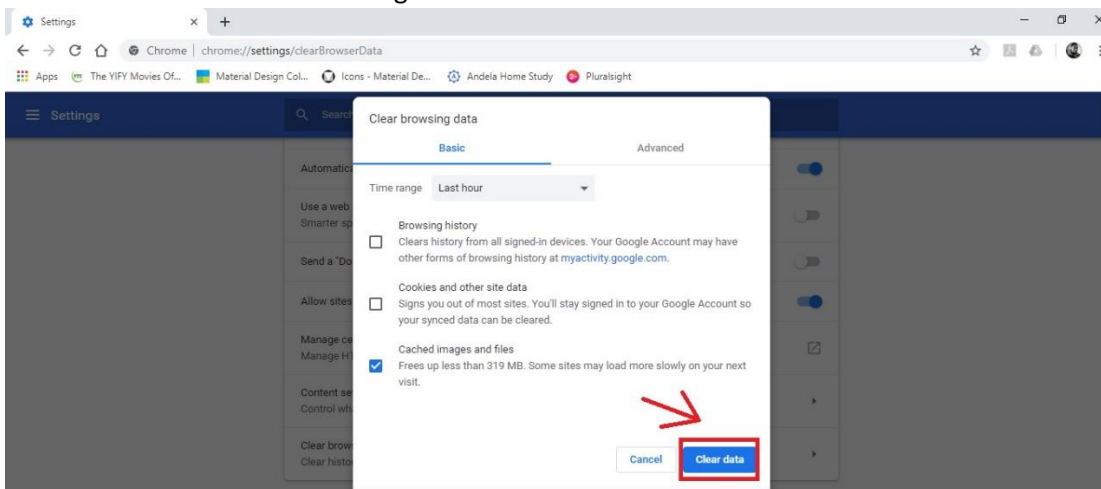 Settings
Chrome | chrome://settings/clearBrowserData
Apps The YIFY Movies Of... Material Design Col... Icons - Material De... Andela Home Study Pluralsight
Settings
Search
Clear browsing data
Basic Advanced
Automatica
Time range Last hour
Use a web
Smarter sp
Browsing history
Clears history from all signed-in devices. Your Google Account may have
other forms of browsing history at myactivity.google.com.
Send a "Do
Cookies and other site data
Signs you out of most sites. You'll stay signed in to your Google Account so
your synced data can be cleared.
Allow sites
Manage ce
Manage HT
Cached images and files
Frees up less than 319 MB. Some sites may load more slowly on your next
visit.
Content se
Control wh
Clear brow
Clear histo
Cancel Clear data